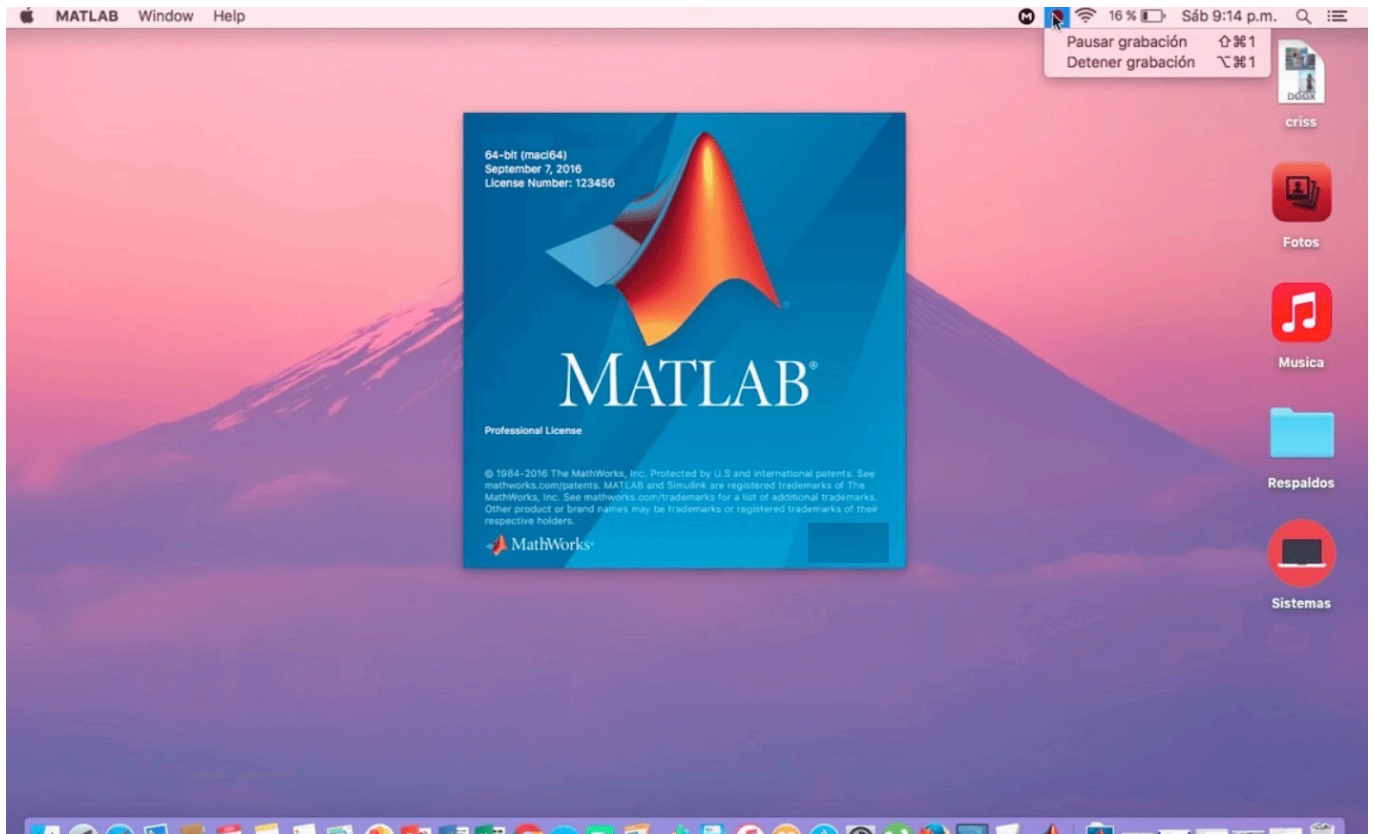 MATLAB Window Help 16 % Sáb 9:14 p.m.
Pausar grabación ⇧⌘1
Detener grabación ⌥⌘1
DOCX
criss
Fotos
Musica
Respaldos
Sistemas
64-bit (maci64)
September 7, 2016
License Number: 123456
MATLAB®
Professional License
© 1984-2016 The MathWorks, Inc. Protected by U.S and international patents. See
mathworks.com/patents. MATLAB and Simulink are registered trademarks of The
MathWorks, Inc. See mathworks.com/trademarks for a list of additional trademarks.
Other product or brand names may be trademarks or registered trademarks of their
respective holders.
MathWorks®